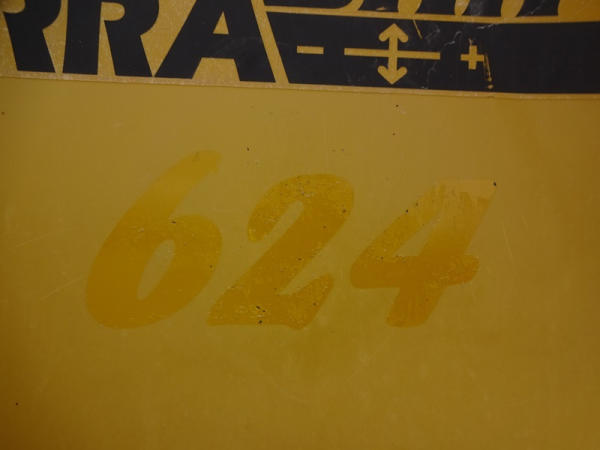 RRA
- +
624